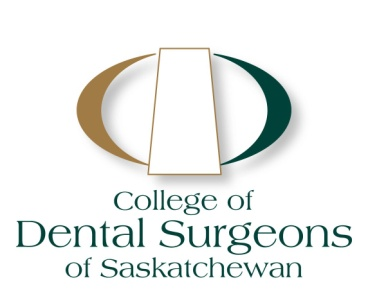 College of
Dental Surgeons
of Saskatchewan